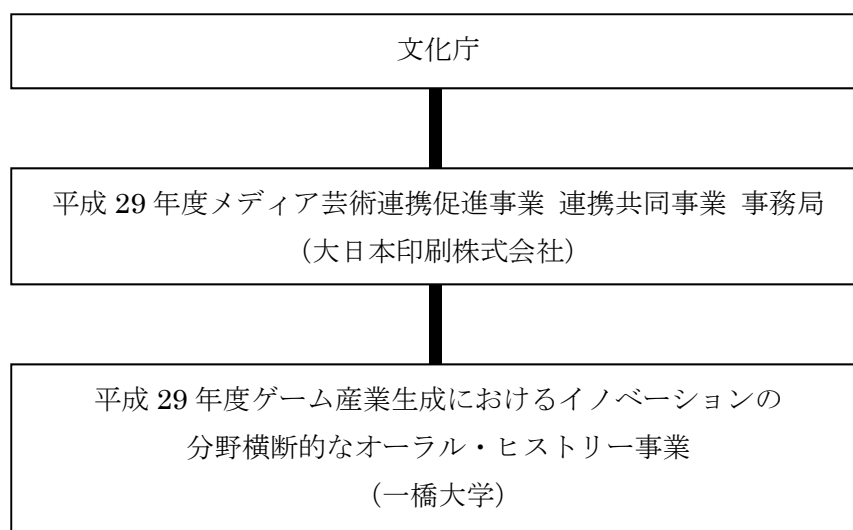 文化庁
平成 29 年度メディア芸術連携促進事業 連携共同事業 事務局
（大日本印刷株式会社）
平成 29 年度ゲーム産業生成におけるイノベーションの
分野横断的なオーラル・ヒストリー事業
（一橋大学）